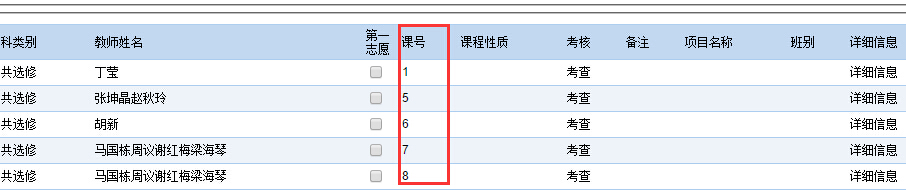 科类别 教师姓名 第一志愿 课号 课程性质 考核 备注 项目名称 班别 详细信息
共选修 丁莹 1 考查 详细信息
共选修 张坤晶赵秋玲 5 考查 详细信息
共选修 胡新 6 考查 详细信息
共选修 马国栋周议谢红梅梁海琴 7 考查 详细信息
共选修 马国栋周议谢红梅梁海琴 8 考查 详细信息